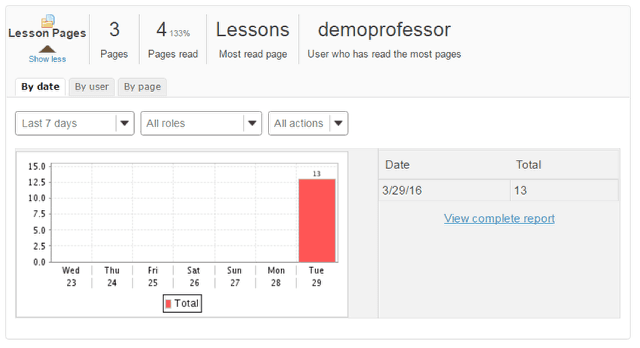 Lesson Pages
Show less
3
Pages
4 133%
Pages read
Lessons
Most read page
demoprofessor
User who has read the most pages
By date By user By page
Last 7 days All roles All actions
15.0
12.5
10.0
7.5
5.0
2.5
0.0
13
Wed Thu Fri Sat Sun Mon Tue
23 24 25 26 27 28 29
Total
Date Total
3/29/16 13
View complete report